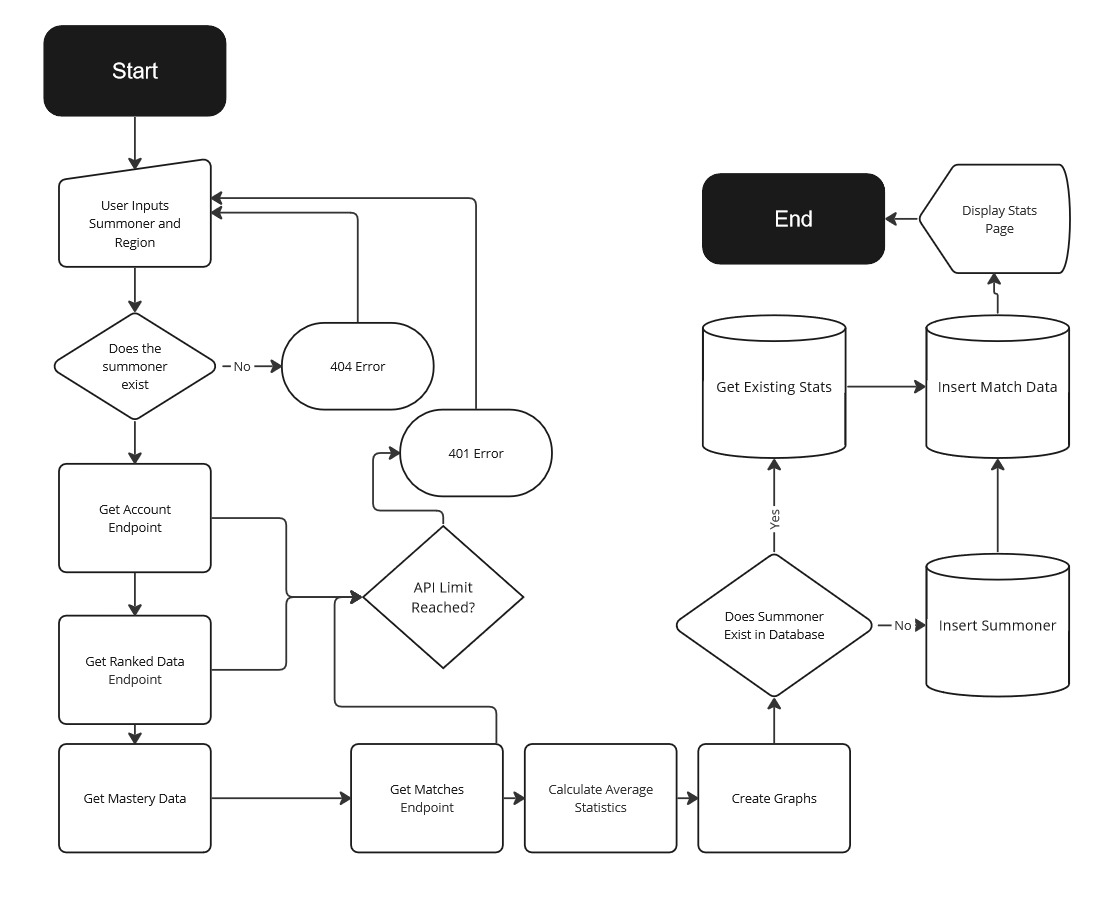 Start
User Inputs
Summoner and
Region
Does the
summoner
exist
No
404 Error
401 Error
Get Account
Endpoint
API Limit
Reached?
Get Ranked Data
Endpoint
Get Mastery Data
Get Matches
Endpoint
Calculate Average
Statistics
Create Graphs
Does Summoner
Exist in Database
No
Insert Summoner
Yes
Get Existing Stats
Insert Match Data
Display Stats
Page
End